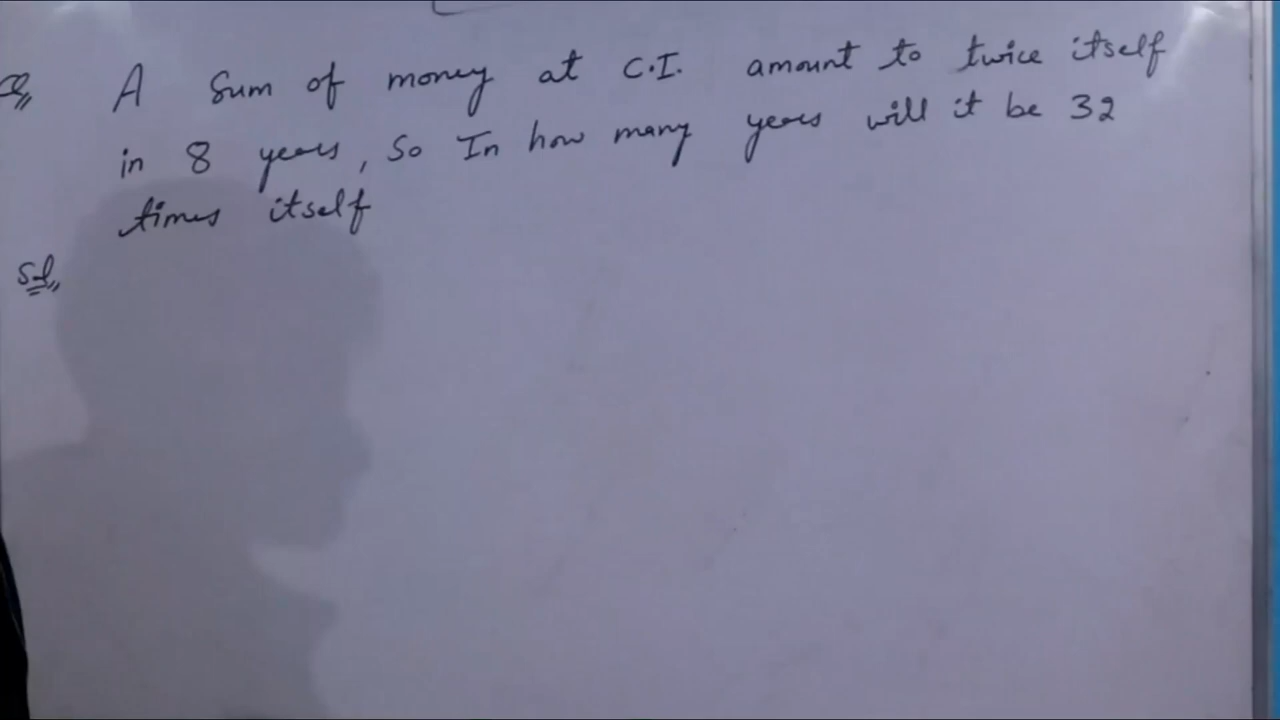 Q,, A Sum of money at C.I. amount to twice itself
in 8 years, So In how many years will it be 32
times itself
Sol,,